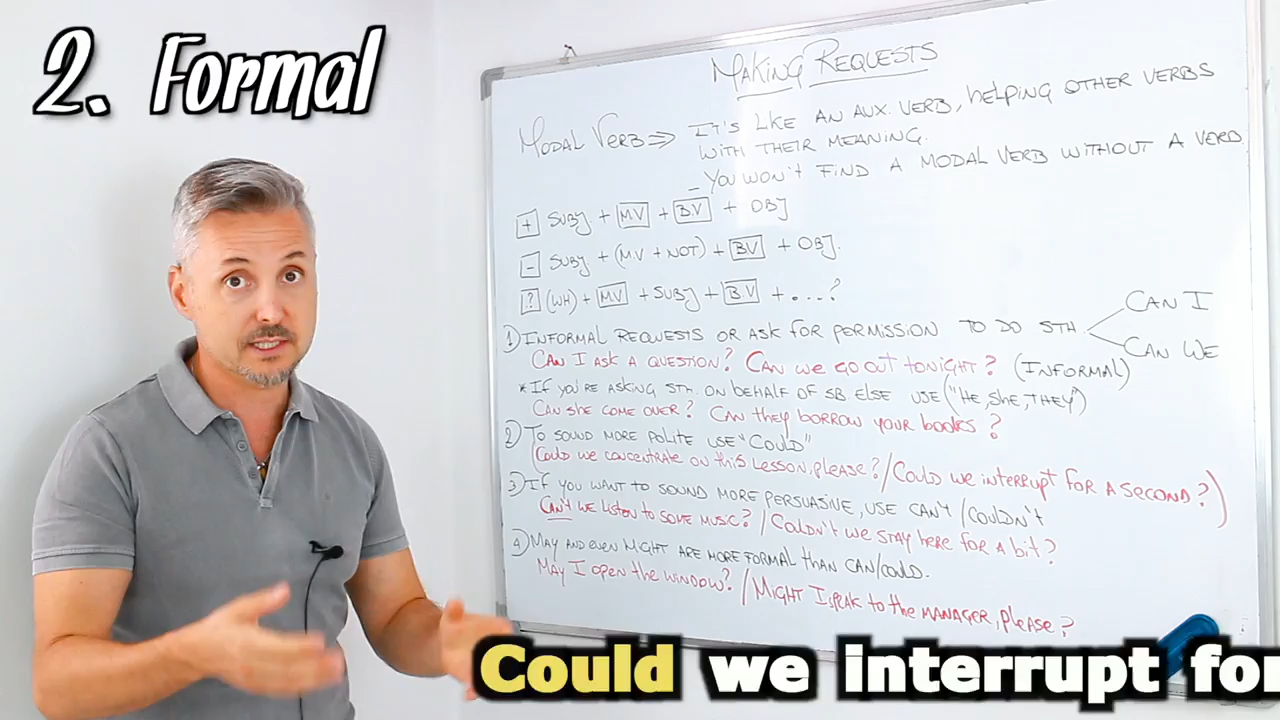 2. Formal
MAKING REQUESTS
MODAL VERB => IT'S LIKE AN AUX. VERB, HELPING OTHER VERBS
WITH THEIR MEANING.
- YOU WON'T FIND A MODAL VERB WITHOUT A VERB
+ SUBJ + M.V + B.V + OBJ
- SUBJ + (M.V + NOT) + BV + OBJ.
? (WH) + MV + SUBJ + B.V + ....?
1) INFORMAL REQUESTS OR ASK FOR PERMISSION TO DO STH. CAN I
CAN WE
CAN I ASK A QUESTION? CAN WE GO OUT TONIGHT? (INFORMAL)
* IF YOU'RE ASKING STH. ON BEHALF OF SB. ELSE USE ("HE, SHE, THEY")
CAN SHE COME OVER? CAN THEY BORROW YOUR BOOKS?
2) TO SOUND MORE POLITE USE "COULD"
(COULD WE CONCENTRATE ON THIS LESSON, PLEASE? / COULD WE INTERRUPT FOR A SECOND?)
3) IF YOU WANT TO SOUND MORE PERSUASIVE, USE CAN'T / COULDN'T
CAN'T WE LISTEN TO SOME MUSIC? / COULDN'T WE STAY HERE FOR A BIT?
4) MAY AND EVEN MIGHT ARE MORE FORMAL THAN CAN/COULD.
MAY I OPEN THE WINDOW? / MIGHT I SPEAK TO THE MANAGER, PLEASE?
Could we interrupt for